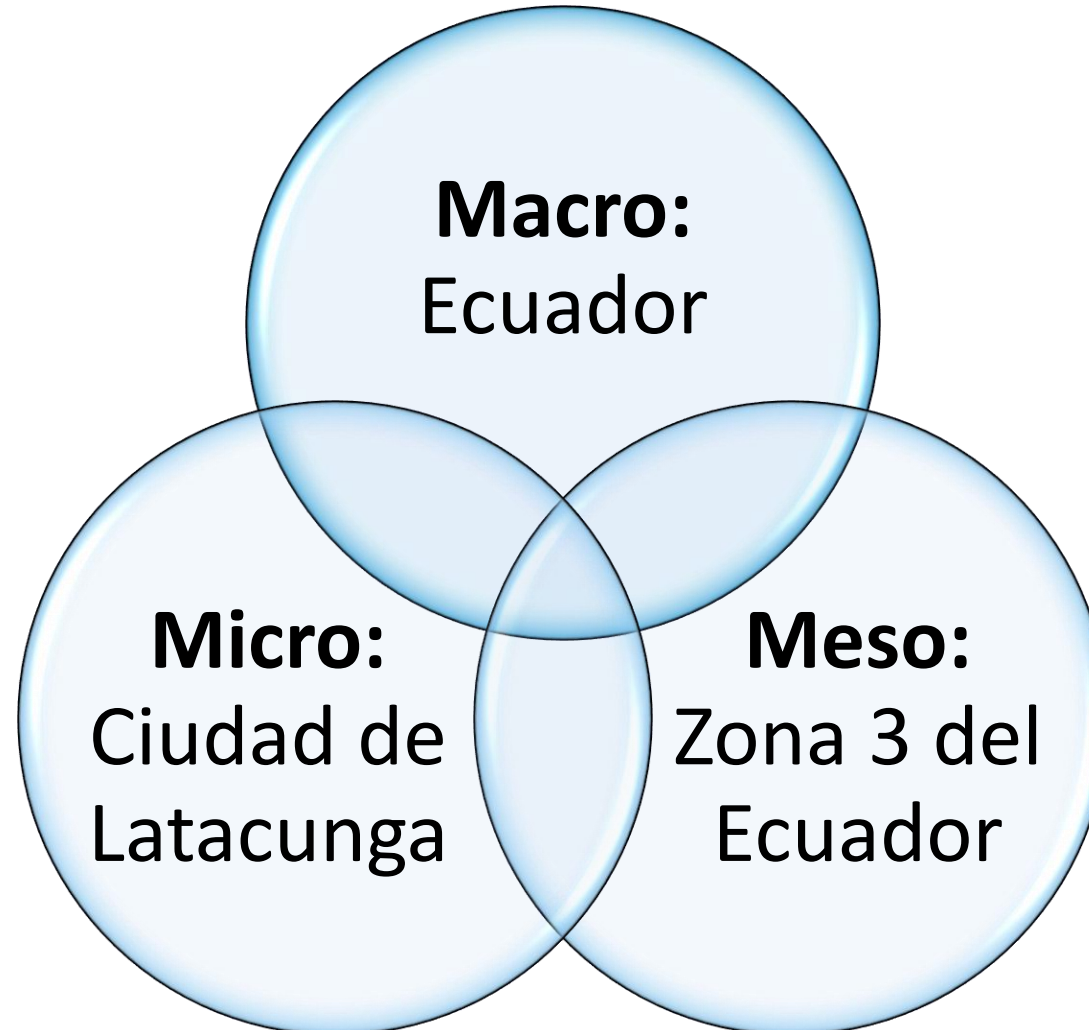 Macro:
Ecuador
Micro:
Ciudad de
Latacunga
Meso:
Zona 3 del
Ecuador